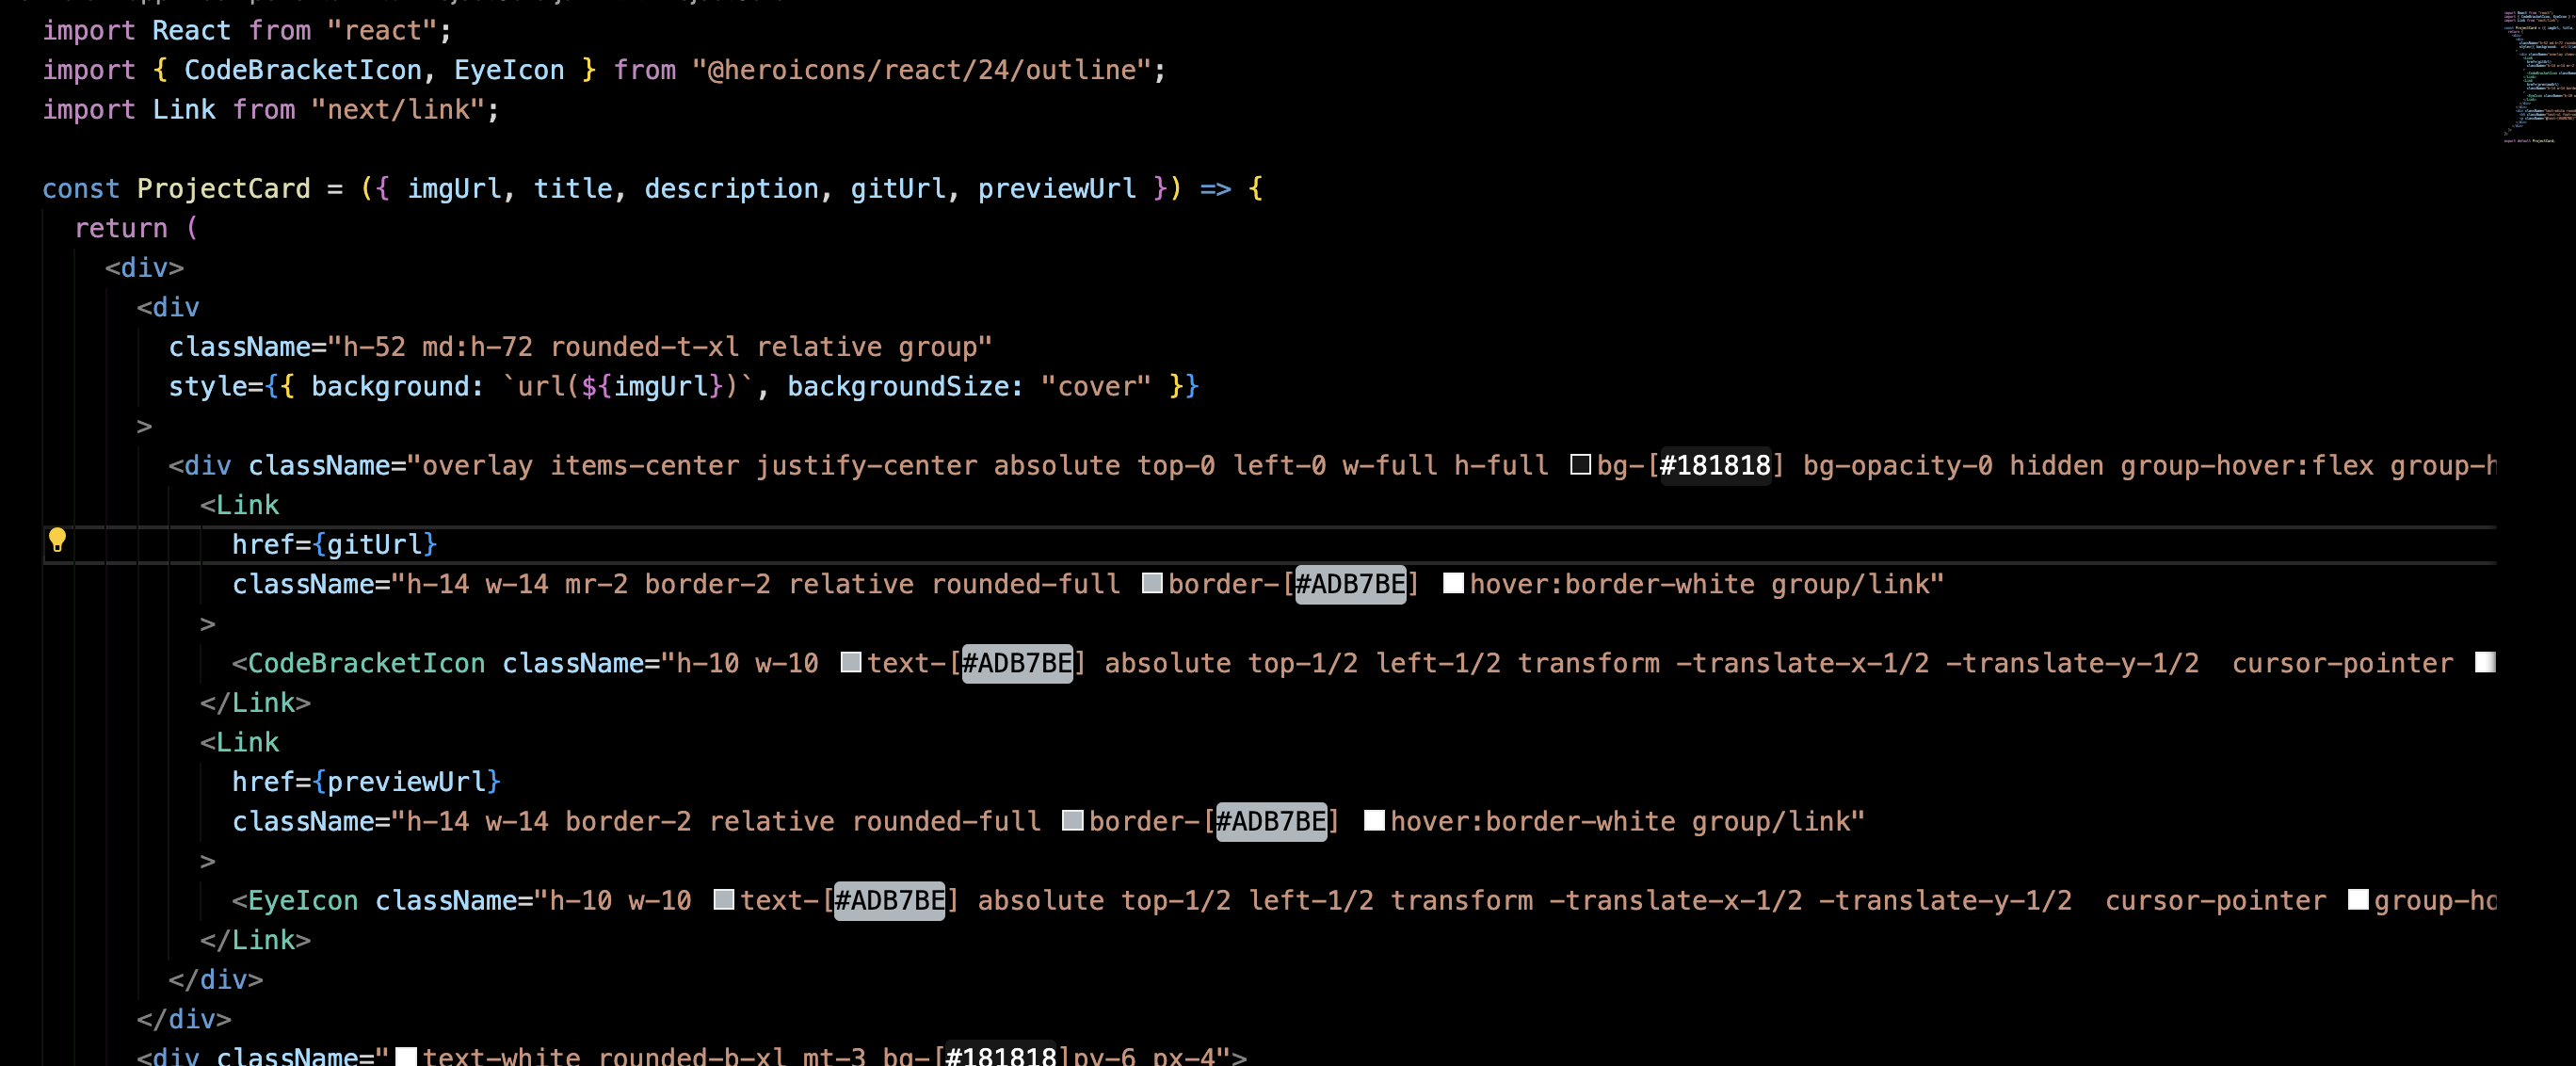 import React from "react";
import { CodeBracketIcon, EyeIcon } from "@heroicons/react/24/outline";
import Link from "next/link";

const ProjectCard = ({ imgUrl, title, description, gitUrl, previewUrl }) => {
  return (
    <div>
      <div
        className="h-52 md:h-72 rounded-t-xl relative group"
        style={{ background: `url(${imgUrl})`, backgroundSize: "cover" }}
      >
        <div className="overlay items-center justify-center absolute top-0 left-0 w-full h-full bg-[#181818] bg-opacity-0 hidden group-hover:flex group-h
          <Link
            href={gitUrl}
            className="h-14 w-14 mr-2 border-2 relative rounded-full border-[#ADB7BE] hover:border-white group/link"
          >
            <CodeBracketIcon className="h-10 w-10 text-[#ADB7BE] absolute top-1/2 left-1/2 transform -translate-x-1/2 -translate-y-1/2  cursor-pointer
          </Link>
          <Link
            href={previewUrl}
            className="h-14 w-14 border-2 relative rounded-full border-[#ADB7BE] hover:border-white group/link"
          >
            <EyeIcon className="h-10 w-10 text-[#ADB7BE] absolute top-1/2 left-1/2 transform -translate-x-1/2 -translate-y-1/2  cursor-pointer group-ho
          </Link>
        </div>
      </div>
      <div className="text-white rounded-b-xl mt-3 bg-[#181818]py-6 px-4">